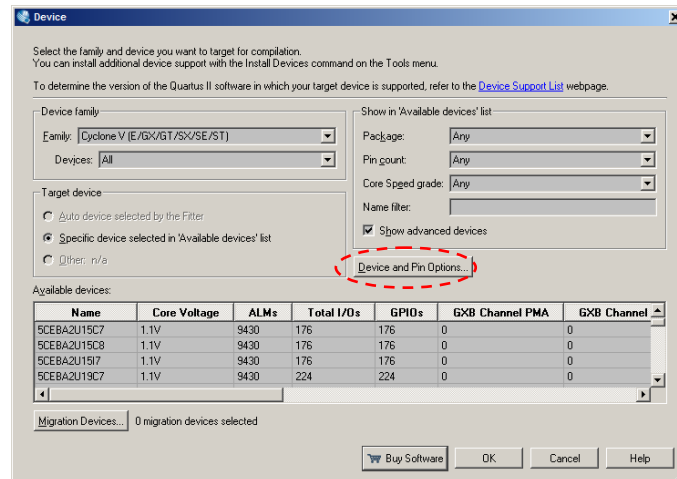 Device
Select the family and device you want to target for compilation.
You can install additional device support with the Install Devices command on the Tools menu.
To determine the version of the Quartus II software in which your target device is supported, refer to the Device Support List webpage.
Device family
Family: Cyclone V (E/GX/GT/SX/SE/ST)
Devices: All
Target device
Auto device selected by the Fitter
Specific device selected in 'Available devices' list
Other: n/a
Show in 'Available devices' list
Package: Any
Pin count: Any
Core Speed grade: Any
Name filter:
Show advanced devices
Device and Pin Options...
Available devices:
Name Core Voltage ALMs Total I/Os GPIOs GXB Channel PMA GXB Channel
5CEBA2U15C7 1.1V 9430 176 176 0 0
5CEBA2U15C8 1.1V 9430 176 176 0 0
5CEBA2U15I7 1.1V 9430 176 176 0 0
5CEBA2U19C7 1.1V 9430 224 224 0 0
Migration Devices... 0 migration devices selected
Buy Software OK Cancel Help